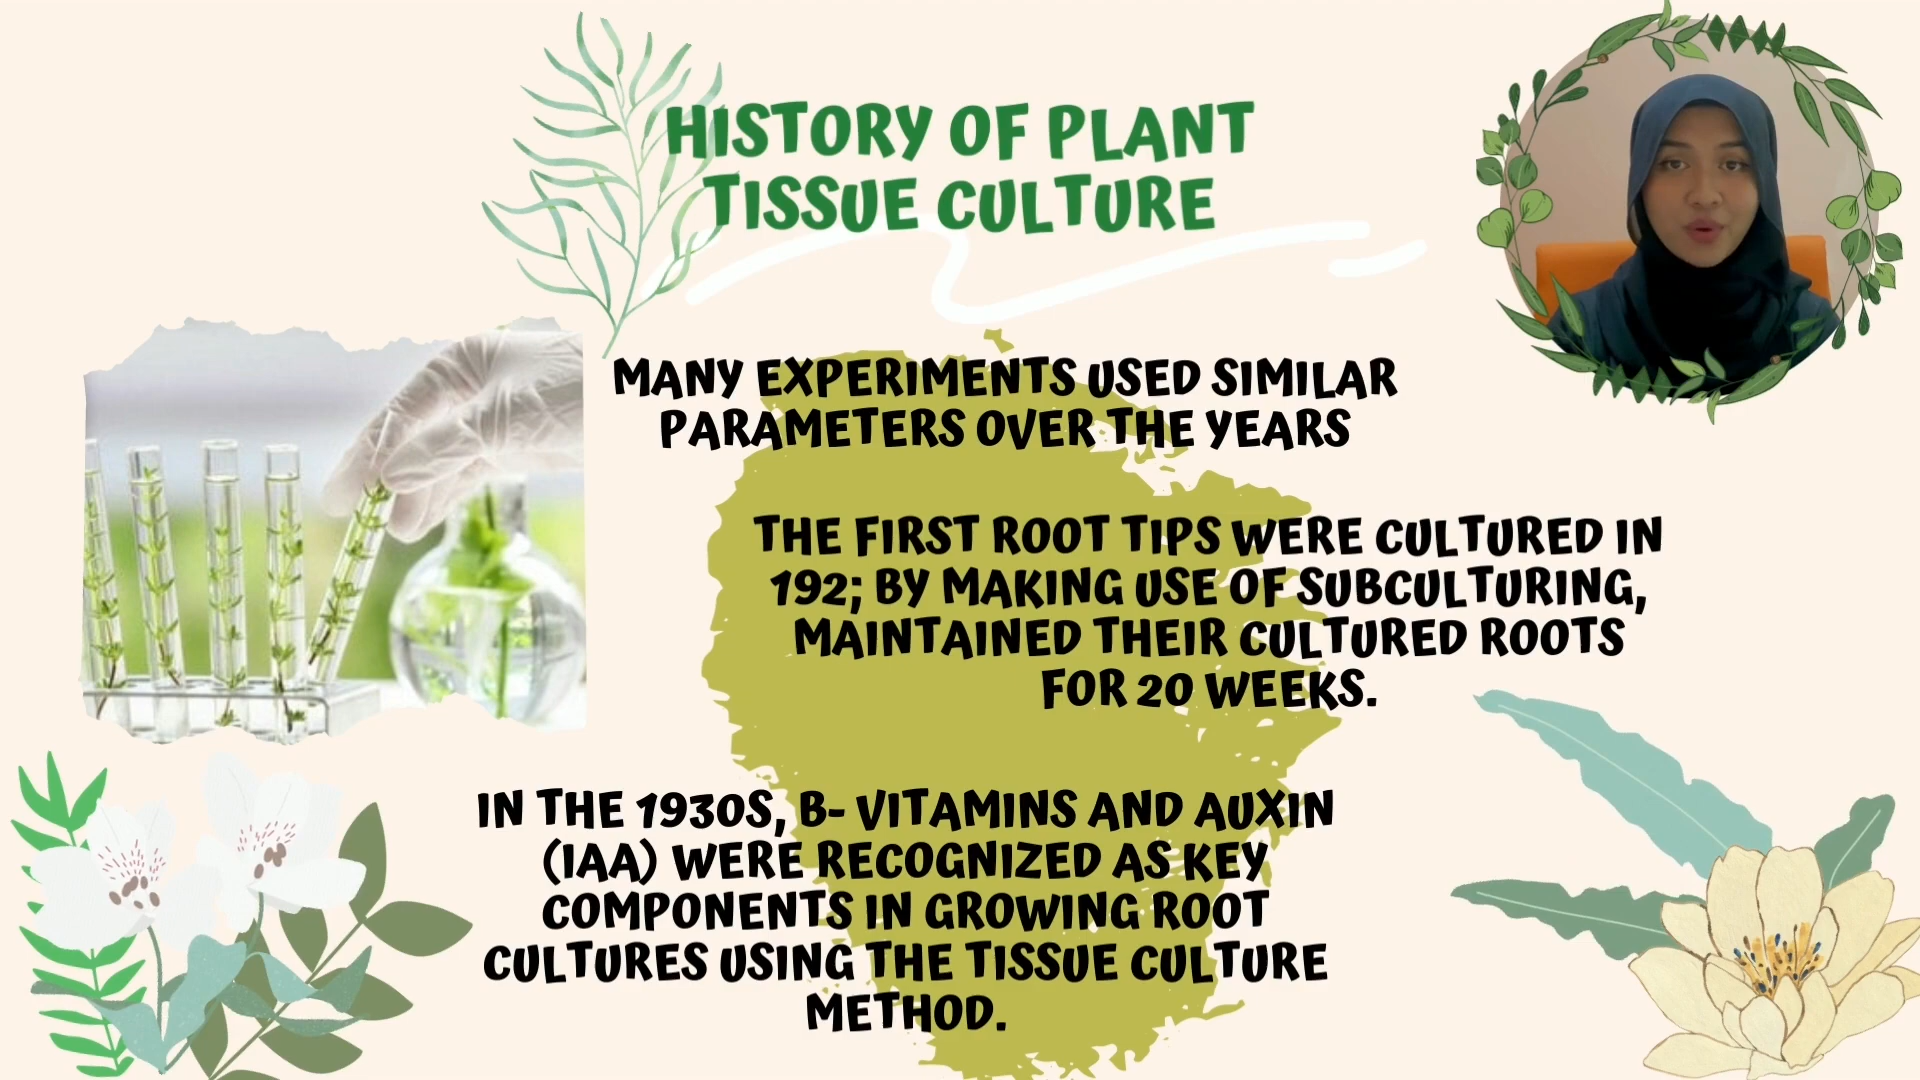 HISTORY OF PLANT
TISSUE CULTURE
MANY EXPERIMENTS USED SIMILAR
PARAMETERS OVER THE YEARS
THE FIRST ROOT TIPS WERE CULTURED IN
192; BY MAKING USE OF SUBCULTURING,
MAINTAINED THEIR CULTURED ROOTS
FOR 20 WEEKS.
IN THE 1930S, B- VITAMINS AND AUXIN
(IAA) WERE RECOGNIZED AS KEY
COMPONENTS IN GROWING ROOT
CULTURES USING THE TISSUE CULTURE
METHOD.